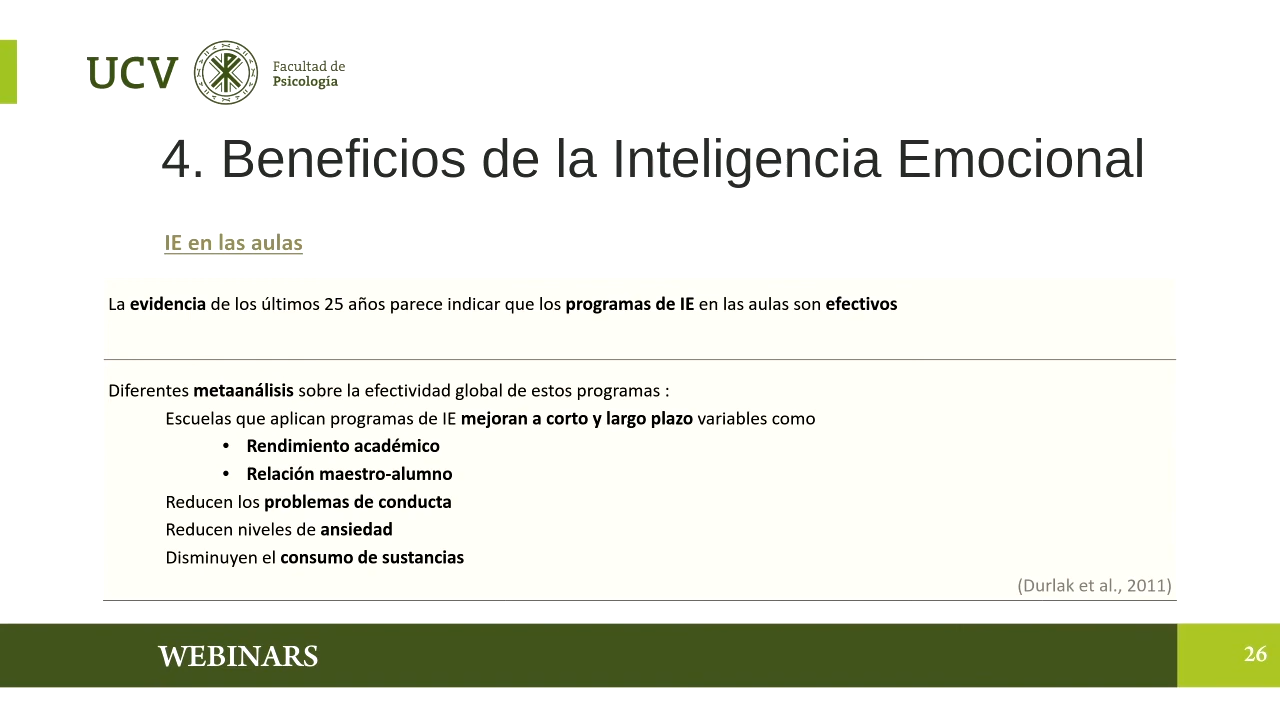 UCV
Facultad de
Psicología
4. Beneficios de la Inteligencia Emocional
IE en las aulas
La evidencia de los últimos 25 años parece indicar que los programas de IE en las aulas son efectivos
Diferentes metaanálisis sobre la efectividad global de estos programas :
Escuelas que aplican programas de IE mejoran a corto y largo plazo variables como
• Rendimiento académico
• Relación maestro-alumno
Reducen los problemas de conducta
Reducen niveles de ansiedad
Disminuyen el consumo de sustancias
(Durlak et al., 2011)
WEBINARS
26